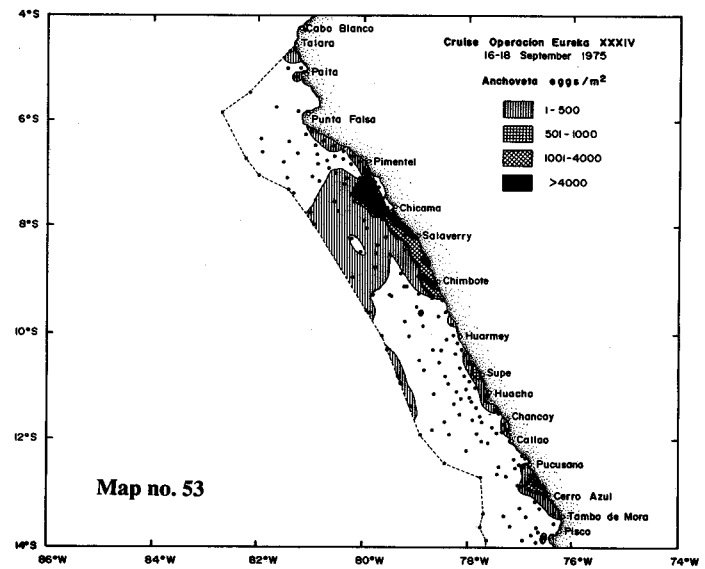 4°S
6°S
8°S
10°S
12°S
14°S
86°W
84°W
82°W
80°W
78°W
76°W
74°W
Cruise Operacion Eureka XXXIV
16-18 September 1975
Anchoveta eggs/m²
1-500
501-1000
1001-4000
>4000
Cabo Blanco
Talara
Paita
Punta Falsa
Pimentel
Chicama
Salaverry
Chimbote
Huarmey
Supe
Huacho
Chancay
Callao
Pucusana
Cerro Azul
Tambo de Mora
Pisco
Map no. 53